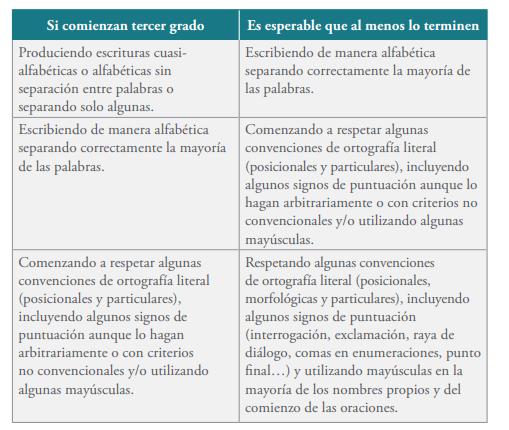 Si comienzan tercer grado
Es esperable que al menos lo terminen
Produciendo escrituras cuasi-
alfabéticas o alfabéticas sin
separación entre palabras o
separando solo algunas.
Escribiendo de manera alfabética
separando correctamente la mayoría de
las palabras.
Escribiendo de manera alfabética
separando correctamente la mayoría
de las palabras.
Comenzando a respetar algunas
convenciones de ortografía literal
(posicionales y particulares), incluyendo
algunos signos de puntuación aunque lo
hagan arbitrariamente o con criterios no
convencionales y/o utilizando algunas
mayúsculas.
Comenzando a respetar algunas
convenciones de ortografía literal
(posicionales y particulares),
incluyendo algunos signos de
puntuación aunque lo hagan
arbitrariamente o con criterios
no convencionales y/o utilizando
algunas mayúsculas.
Respetando algunas convenciones
de ortografía literal (posicionales,
morfológicas y particulares), incluyendo
algunos signos de puntuación
(interrogación, exclamación, raya de
diálogo, comas en enumeraciones, punto
final…) y utilizando mayúsculas en la
mayoría de los nombres propios y del
comienzo de las oraciones.